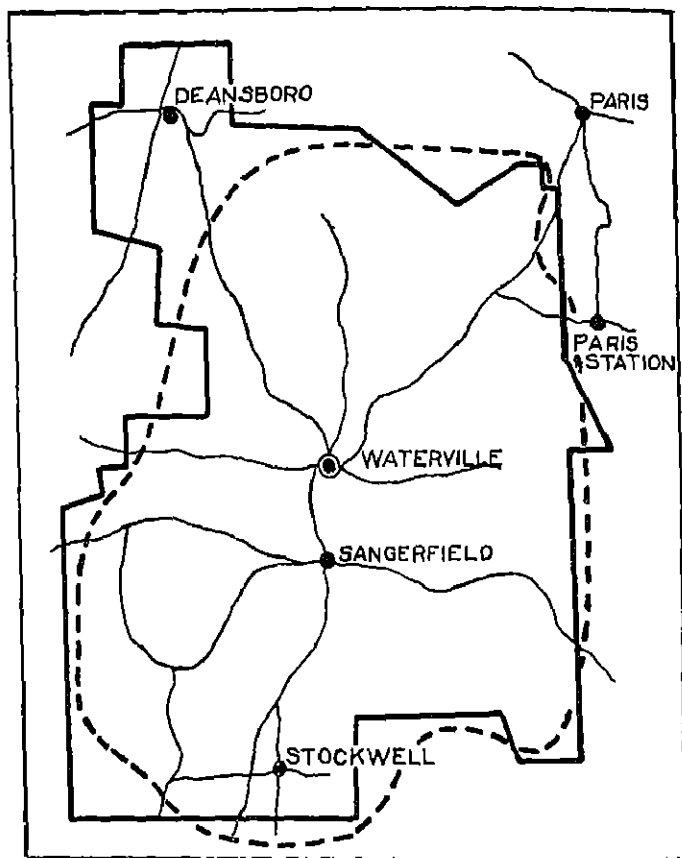 DEANSBORO
PARIS
PARIS
STATION
WATERVILLE
SANGERFIELD
STOCKWELL